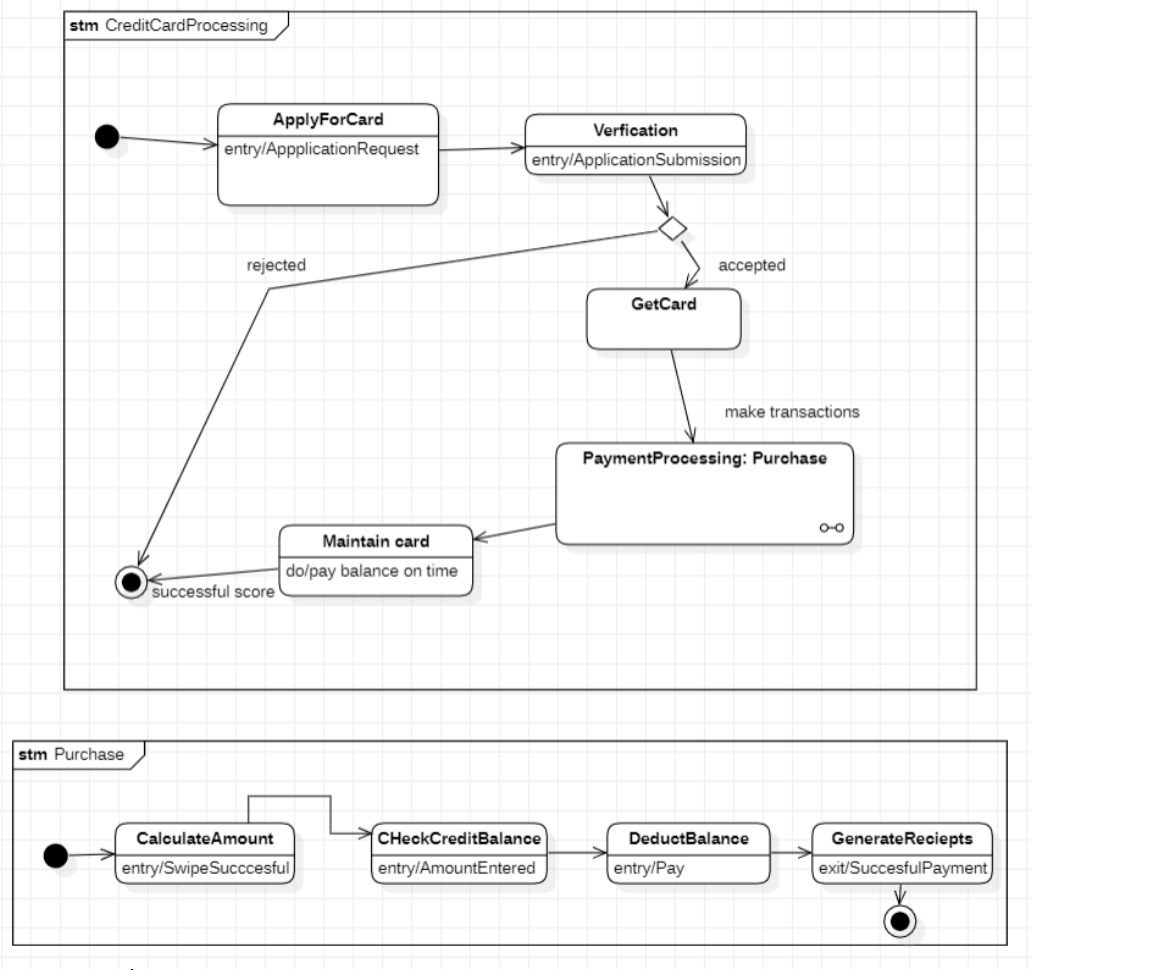 stm CreditCardProcessing
ApplyForCard
entry/AppplicationRequest
Verfication
entry/ApplicationSubmission
rejected
accepted
GetCard
make transactions
PaymentProcessing: Purchase
Maintain card
do/pay balance on time
successful score
stm Purchase
CalculateAmount
entry/SwipeSucccesful
CHeckCreditBalance
entry/AmountEntered
DeductBalance
entry/Pay
GenerateReciepts
exit/SuccesfulPayment